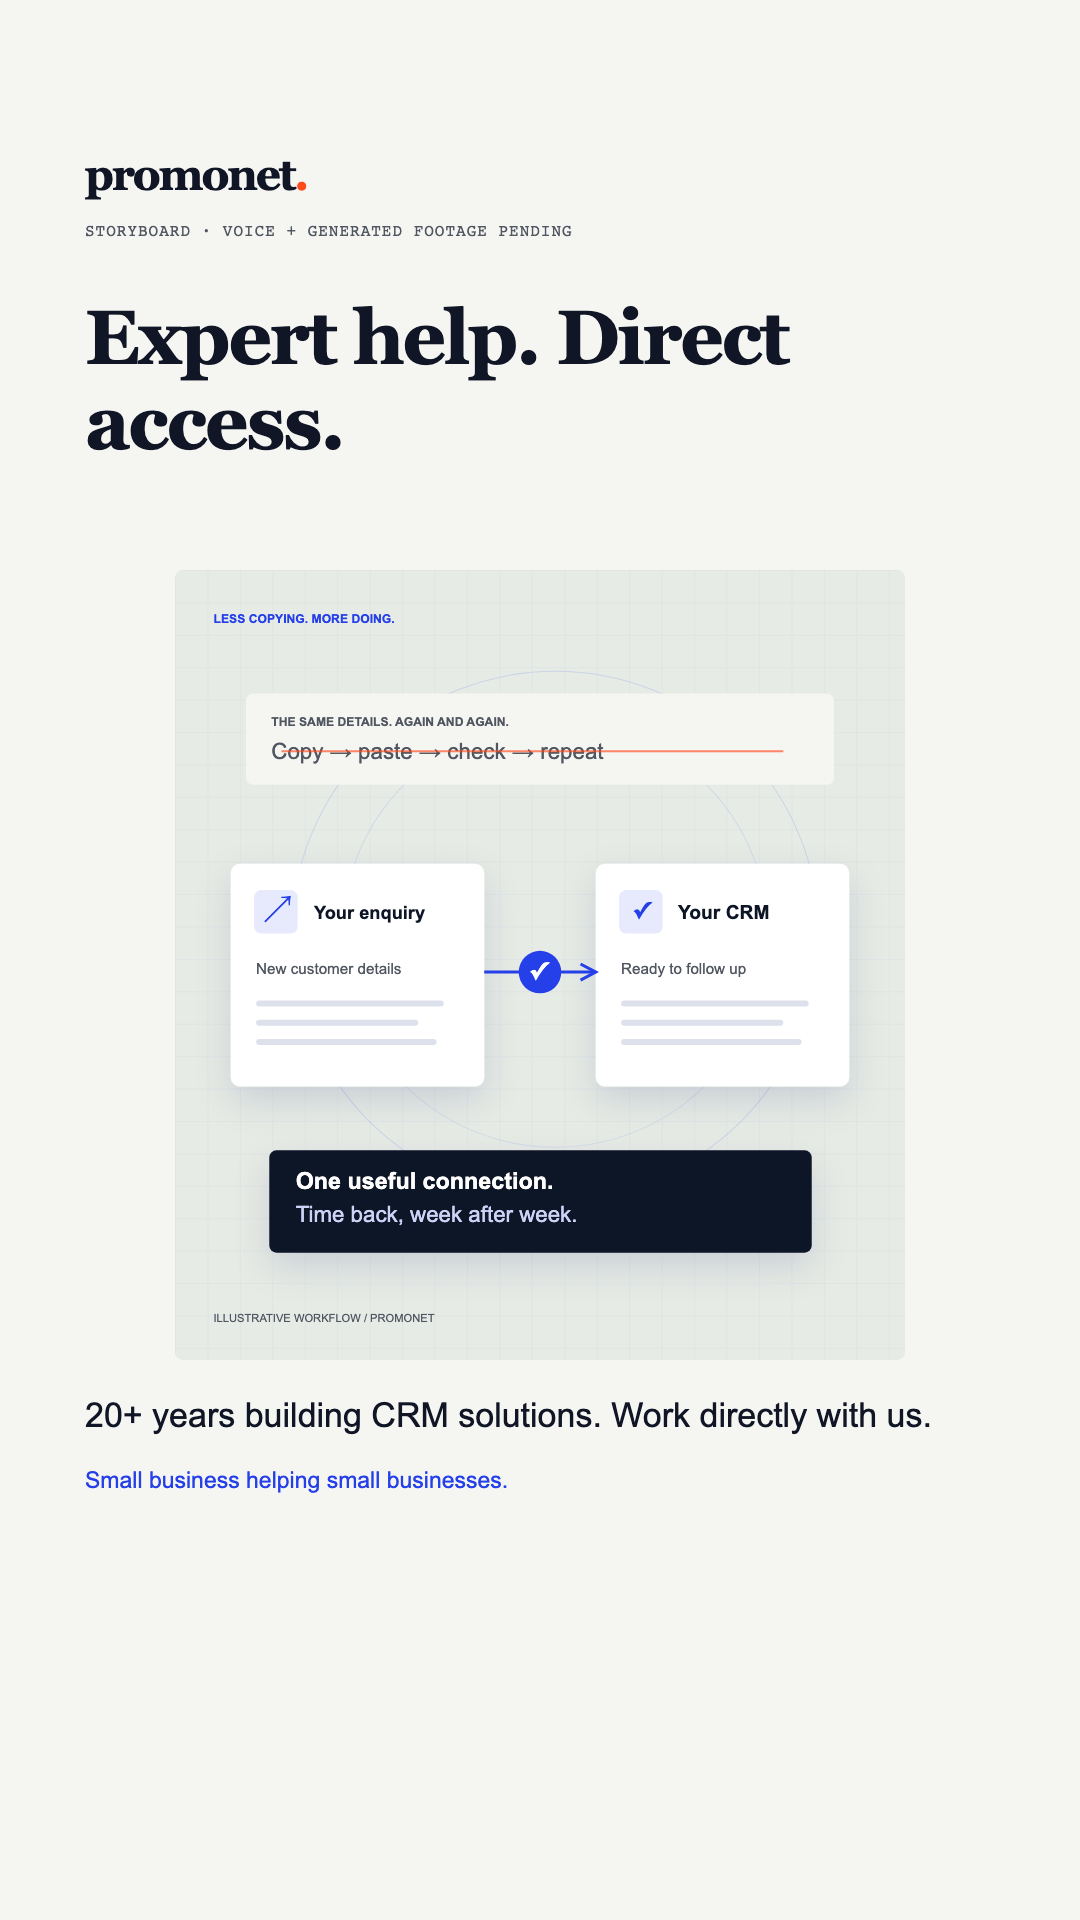 promonet.
STORYBOARD · VOICE + GENERATED FOOTAGE PENDING
Expert help. Direct
access.
LESS COPYING. MORE DOING.
THE SAME DETAILS. AGAIN AND AGAIN.
Copy → paste → check → repeat
Your enquiry
New customer details
Your CRM
Ready to follow up
One useful connection.
Time back, week after week.
ILLUSTRATIVE WORKFLOW / PROMONET
20+ years building CRM solutions. Work directly with us.
Small business helping small businesses.